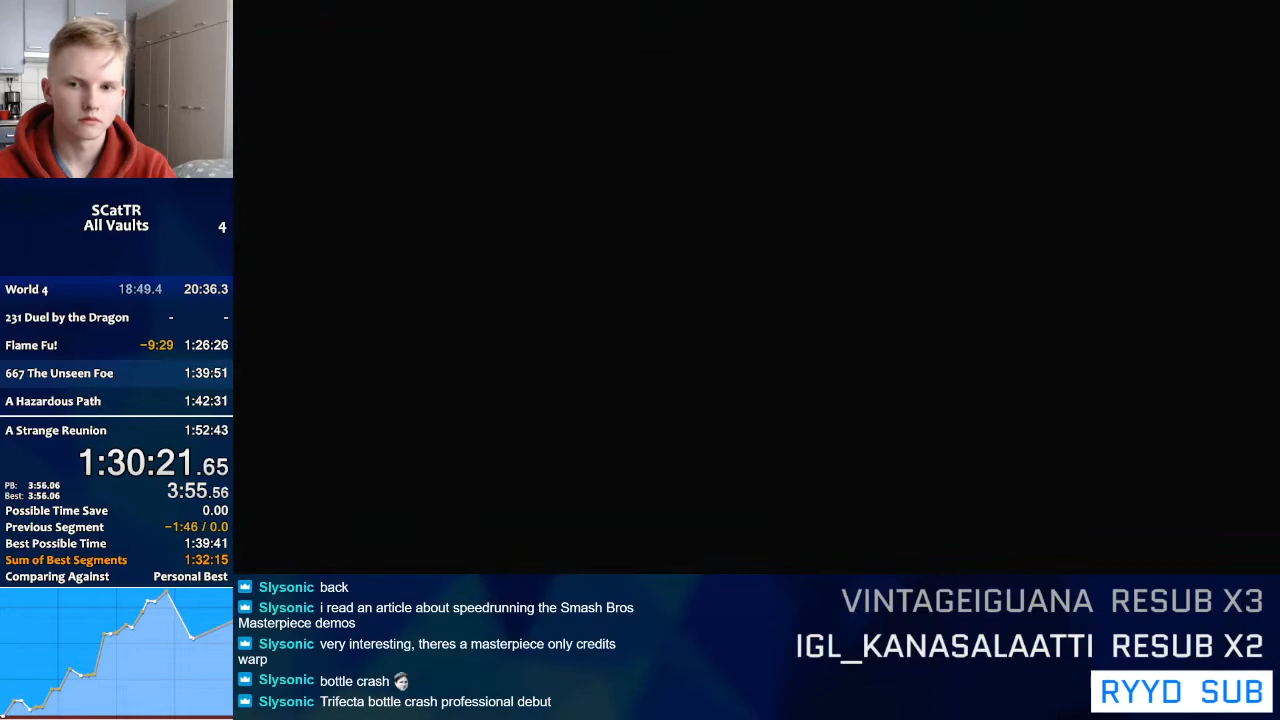 SCatTR
All Vaults 4
World 4 18:49.4 20:36.3
231 Duel by the Dragon - -
Flame Fu! −9:29 1:26:26
667 The Unseen Foe 1:39:51
A Hazardous Path 1:42:31
A Strange Reunion 1:52:43
1:30:21.65
PB: 3:56.06
Best: 3:56.06
3:55.56
Possible Time Save 0.00
Previous Segment −1:46 / 0.0
Best Possible Time 1:39:41
Sum of Best Segments 1:32:15
Comparing Against Personal Best
Slysonic back
Slysonic i read an article about speedrunning the Smash Bros
Masterpiece demos
Slysonic very interesting, theres a masterpiece only credits
warp
Slysonic bottle crash
Slysonic Trifecta bottle crash professional debut
VINTAGEIGUANA RESUB X3
IGL_KANASALAATTI RESUB X2
RYYD SUB